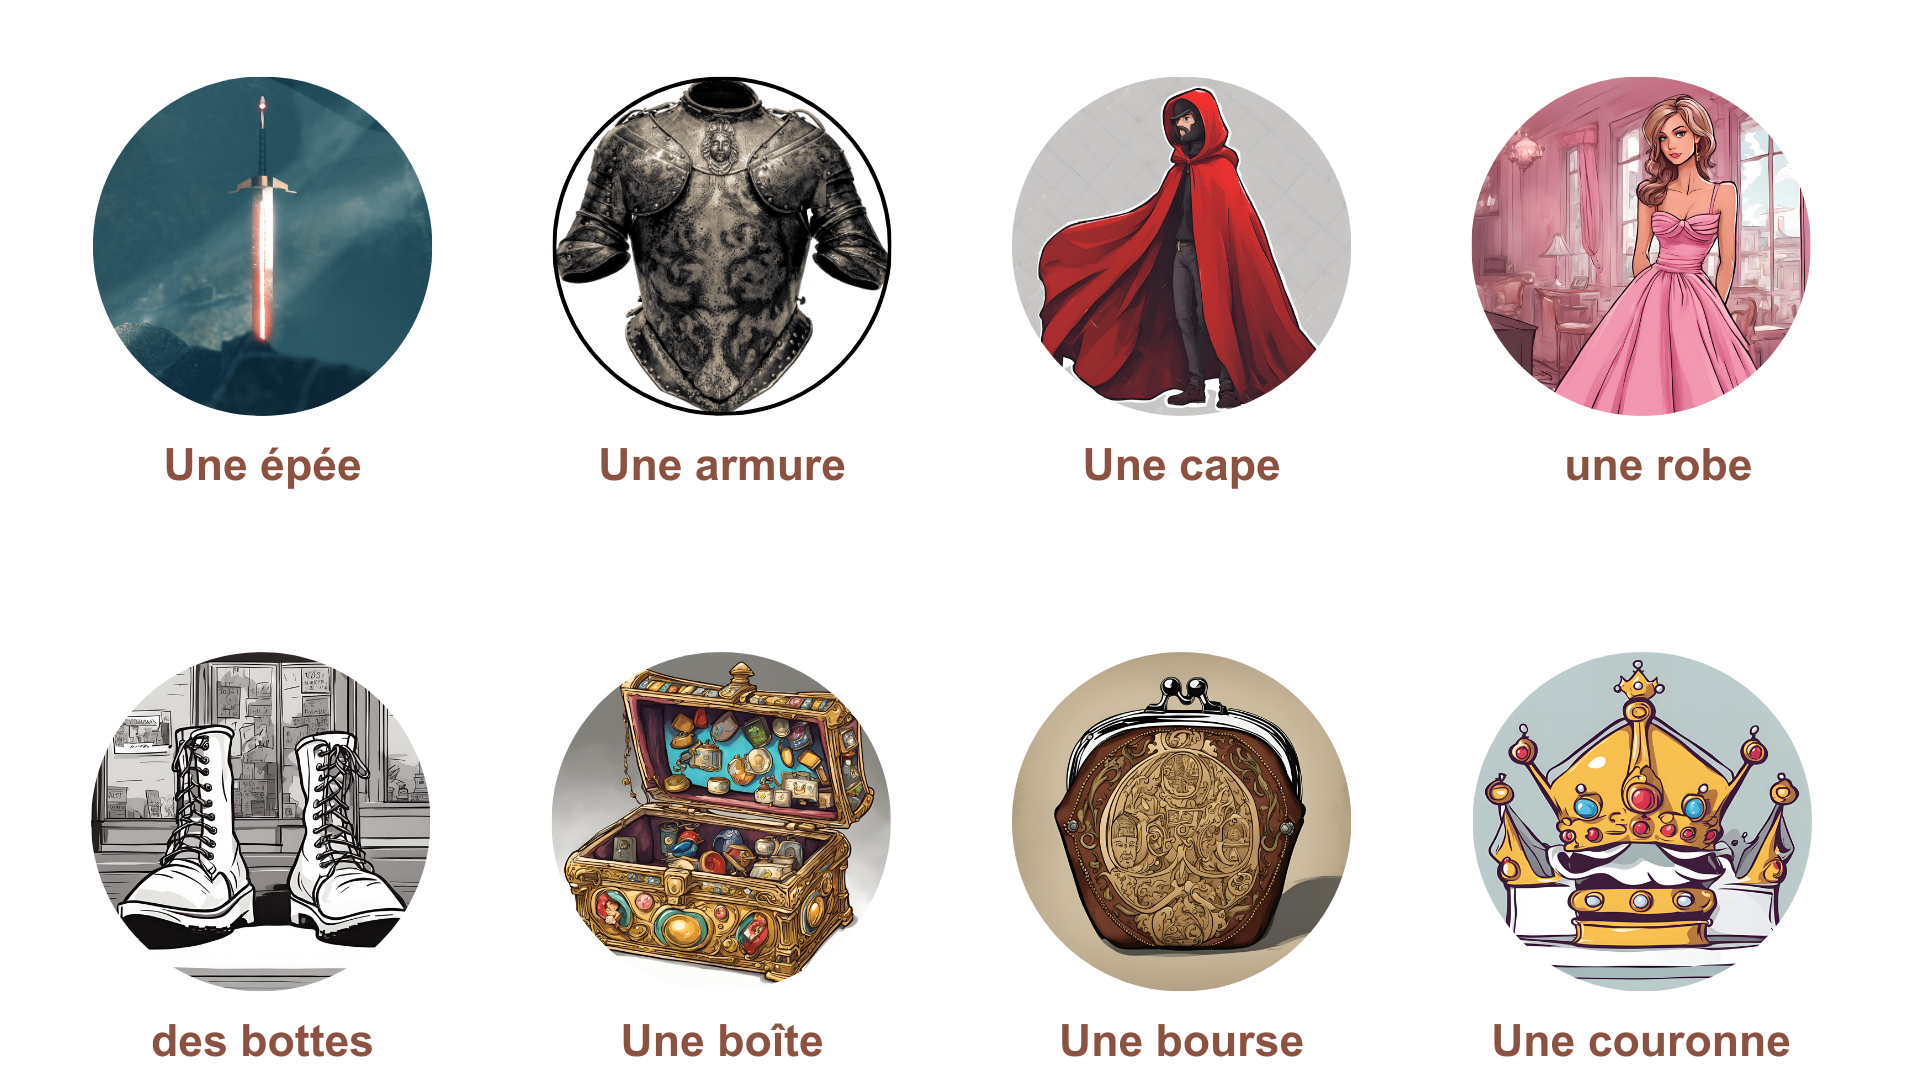 Une épée
Une armure
Une cape
une robe
des bottes
Une boîte
Une bourse
Une couronne